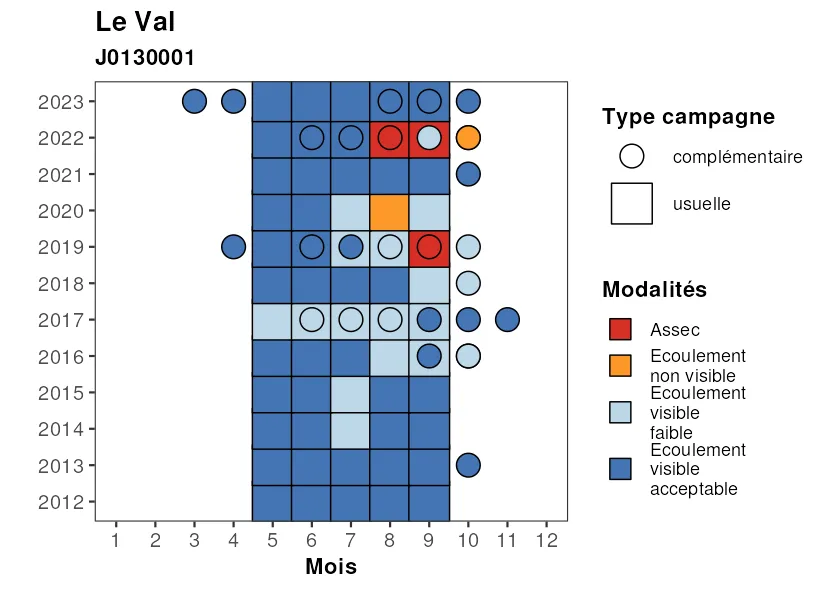 Le Val
J0130001
2023
2022
2021
2020
2019
2018
2017
2016
2015
2014
2013
2012
1 2 3 4 5 6 7 8 9 10 11 12
Mois
Type campagne
complémentaire
usuelle
Modalités
Assec
Ecoulement
non visible
Ecoulement
visible
faible
Ecoulement
visible
acceptable